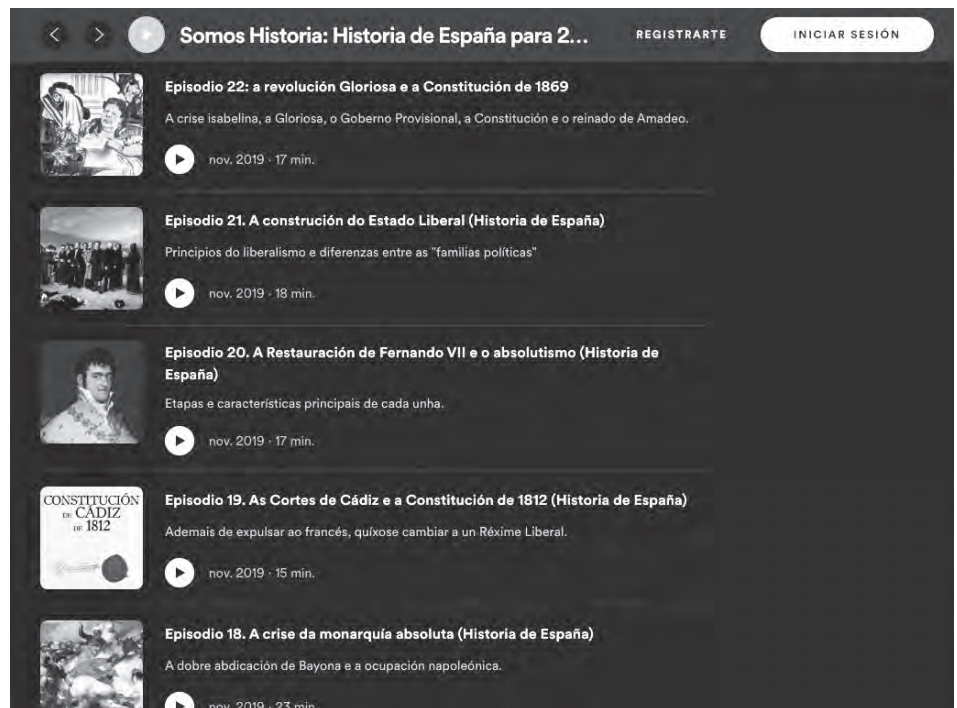 Somos Historia: Historia de España para 2...
REGISTRARTE
INICIAR SESIÓN
Episodio 22: a revolución Gloriosa e a Constitución de 1869
A crise isabelina, a Gloriosa, o Goberno Provisional, a Constitución e o reinado de Amadeo.
nov. 2019 · 17 min.
Episodio 21. A construción do Estado Liberal (Historia de España)
Principios do liberalismo e diferenzas entre as "familias políticas"
nov. 2019 · 18 min.
Episodio 20. A Restauración de Fernando VII e o absolutismo (Historia de
España)
Etapas e características principais de cada unha.
nov. 2019 · 17 min.
CONSTITUCIÓN
DE CÁDIZ
DE 1812
Episodio 19. As Cortes de Cádiz e a Constitución de 1812 (Historia de España)
Ademais de expulsar ao francés, quíxose cambiar a un Réxime Liberal.
nov. 2019 · 15 min.
Episodio 18. A crise da monarquía absoluta (Historia de España)
A dobre abdicación de Bayona e a ocupación napoleónica.
nov. 2019 · 23 min.